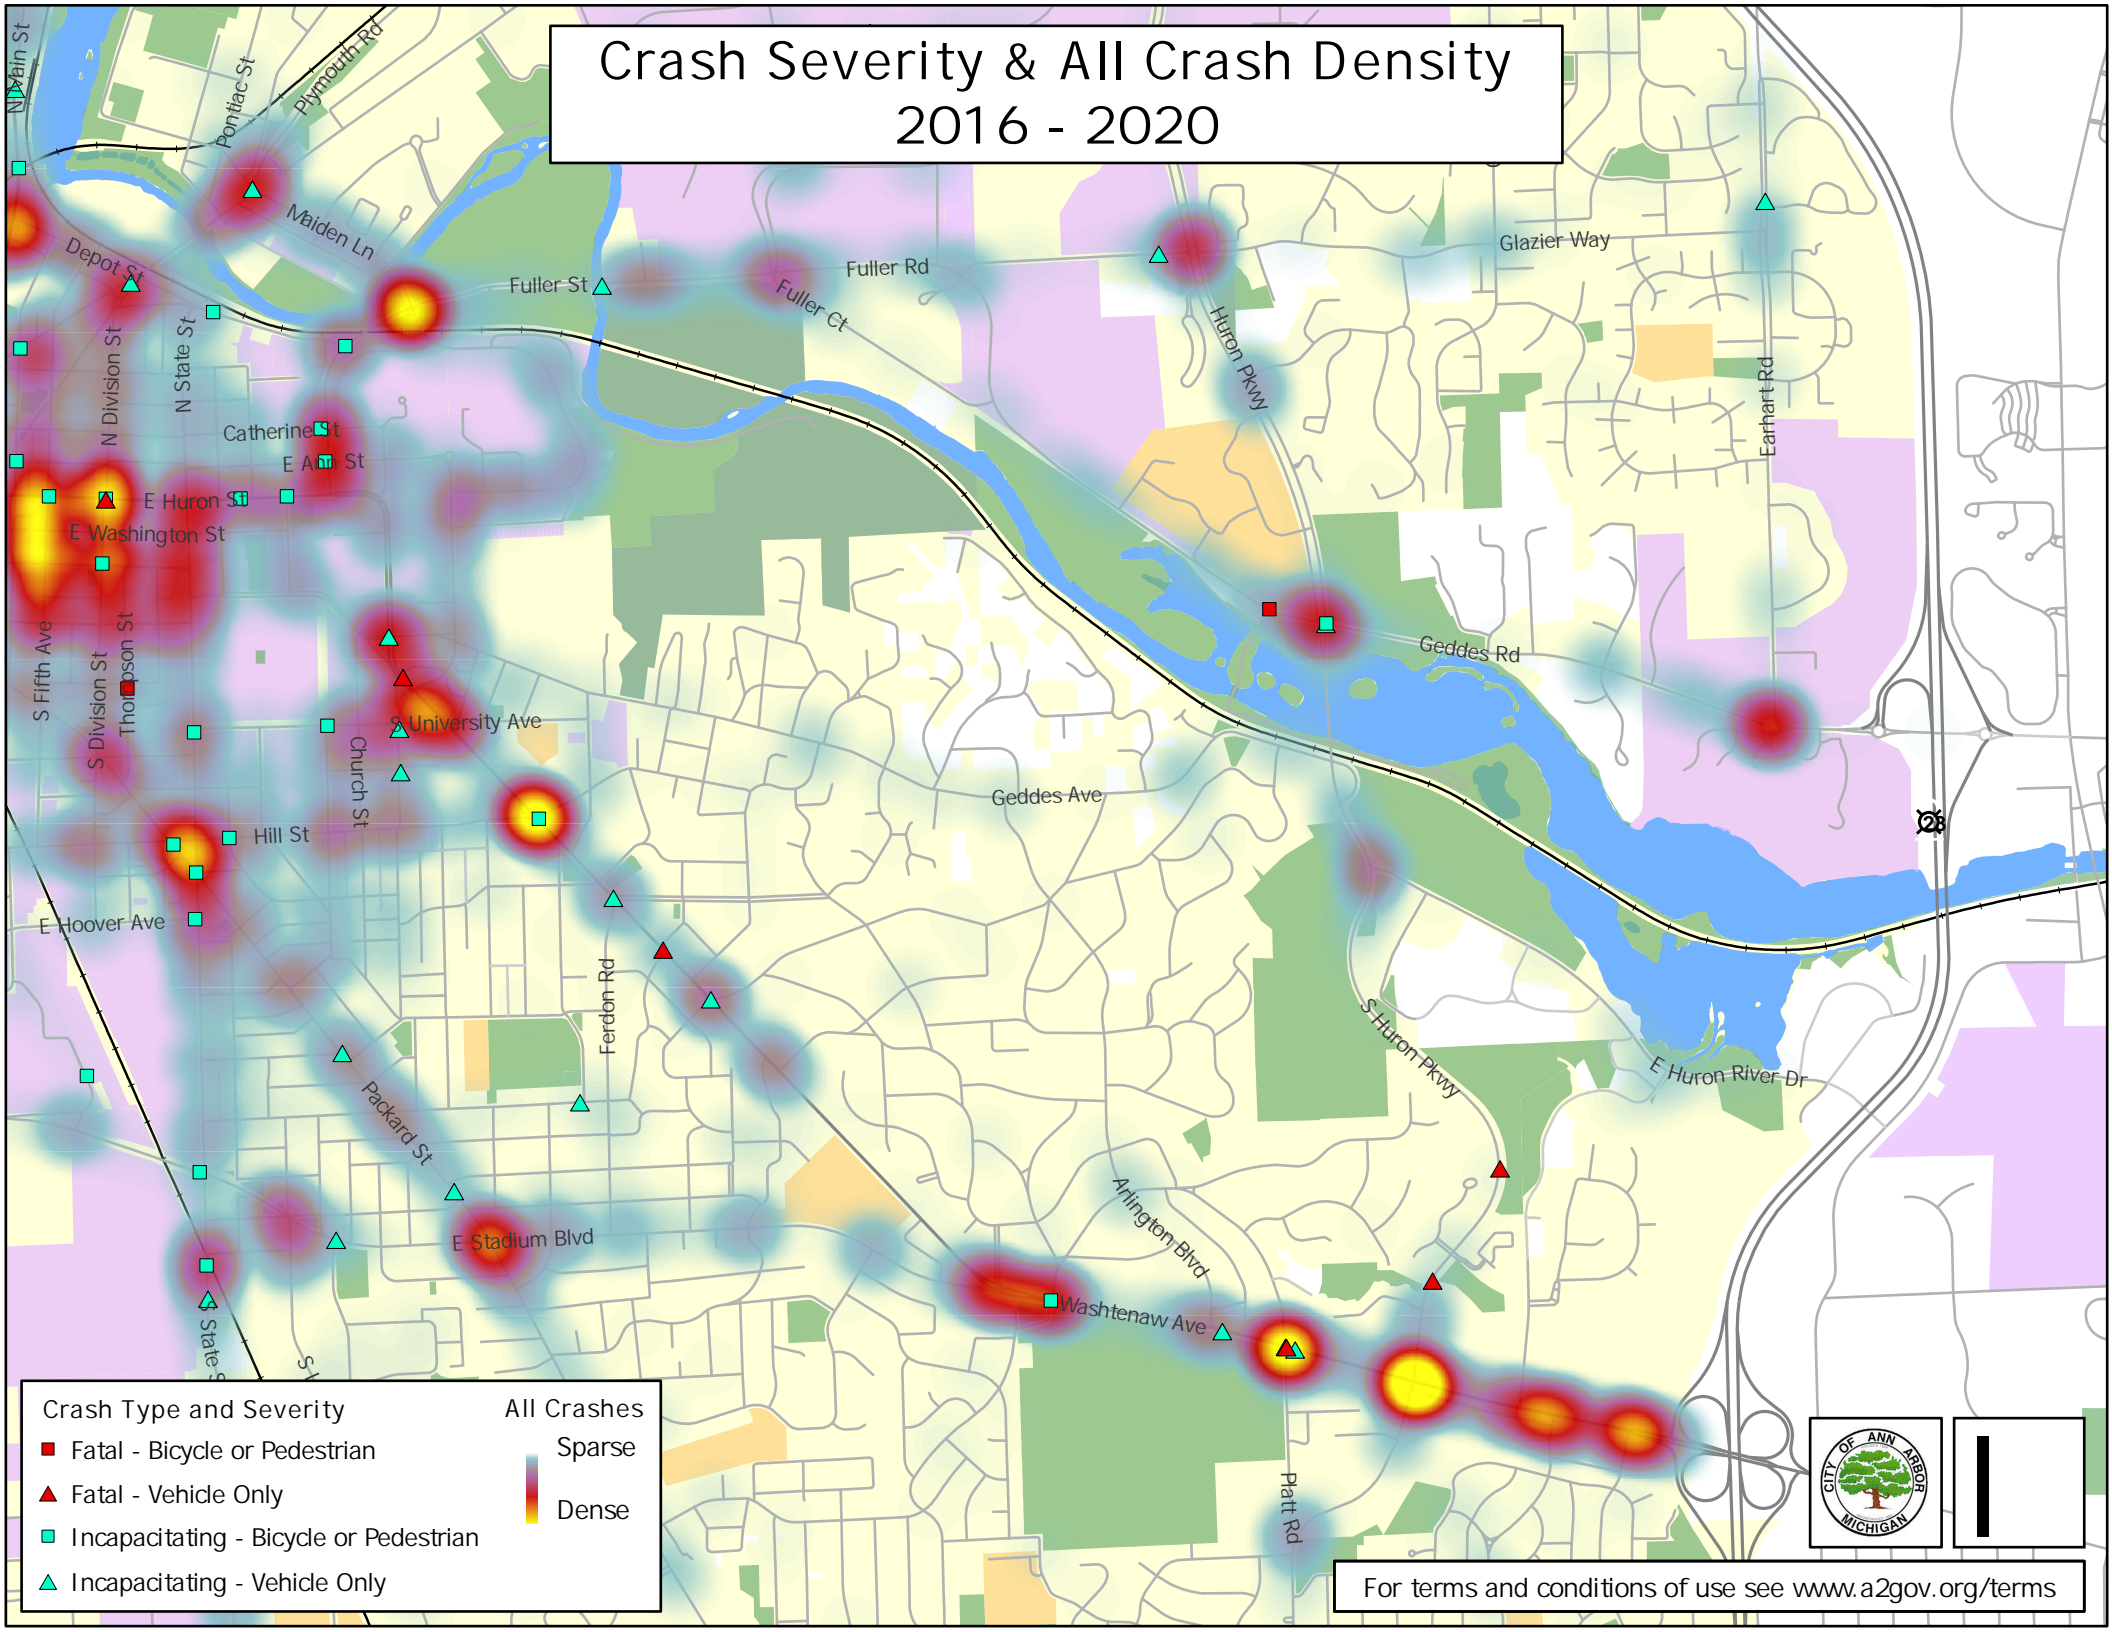 Crash Severity & All Crash Density
2016 - 2020
N Main St
Pontiac St
Plymouth Rd
Maiden Ln
Depot St
Fuller St
Fuller Rd
Fuller Ct
Glazier Way
Huron Pkwy
Earhart Rd
N State St
N Division St
Catherine St
E Ann St
E Huron St
E Washington St
S Fifth Ave
S Division St
Thompson St
Geddes Rd
S University Ave
Church St
Geddes Ave
Hill St
E Hoover Ave
Ferdon Rd
S Huron Pkwy
E Huron River Dr
Packard St
Arlington Blvd
E Stadium Blvd
Washtenaw Ave
S State S
Platt Rd
Crash Type and Severity
Fatal - Bicycle or Pedestrian
Fatal - Vehicle Only
Incapacitating - Bicycle or Pedestrian
Incapacitating - Vehicle Only
All Crashes
Sparse
Dense
CITY OF ANN ARBOR
MICHIGAN
For terms and conditions of use see www.a2gov.org/terms